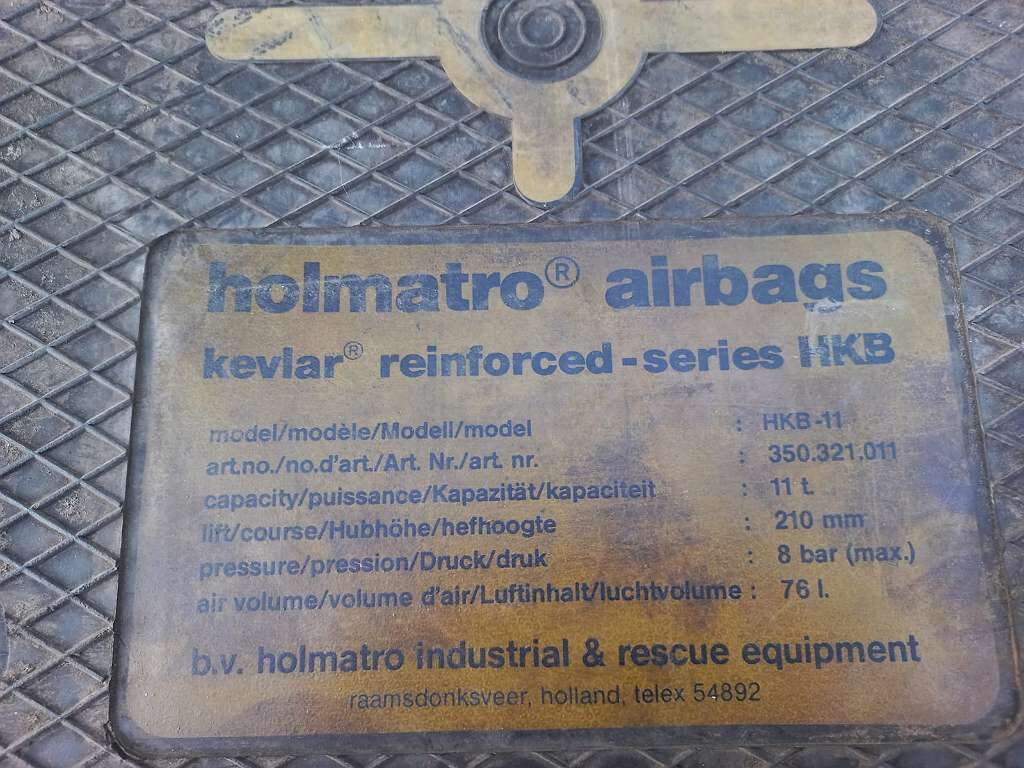 holmatro® airbags
kevlar® reinforced-series HKB
model/modèle/Modell/model : HKB-11
art.no./no.d'art./Art. Nr./art. nr. : 350.321.011
capacity/puissance/Kapazität/kapaciteit : 11 t.
lift/course/Hubhöhe/hefhoogte : 210 mm
pressure/pression/Druck/druk : 8 bar (max.)
air volume/volume d'air/Luftinhalt/luchtvolume : 76 l.
b.v. holmatro industrial & rescue equipment
raamsdonksveer, holland, telex 54892